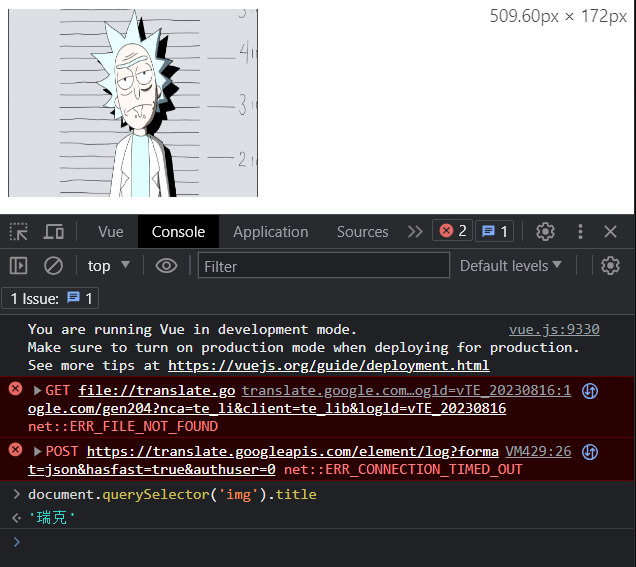 509.60px × 172px
4
3
2
Vue
Console
Application
Sources
2
1
top
Filter
Default levels
1 Issue:
1
You are running Vue in development mode.
vue.js:9330
Make sure to turn on production mode when deploying for production.
See more tips at https://vuejs.org/guide/deployment.html
GET file://translate.go
translate.google.com…ogld=vTE_20230816:1
ogle.com/gen204?nca=te_li&client=te_lib&logld=vTE_20230816
net::ERR_FILE_NOT_FOUND
POST https://translate.googleapis.com/element/log?forma
VM429:26
t=json&hasfast=true&authuser=0 net::ERR_CONNECTION_TIMED_OUT
document.querySelector('img').title
'瑞克'